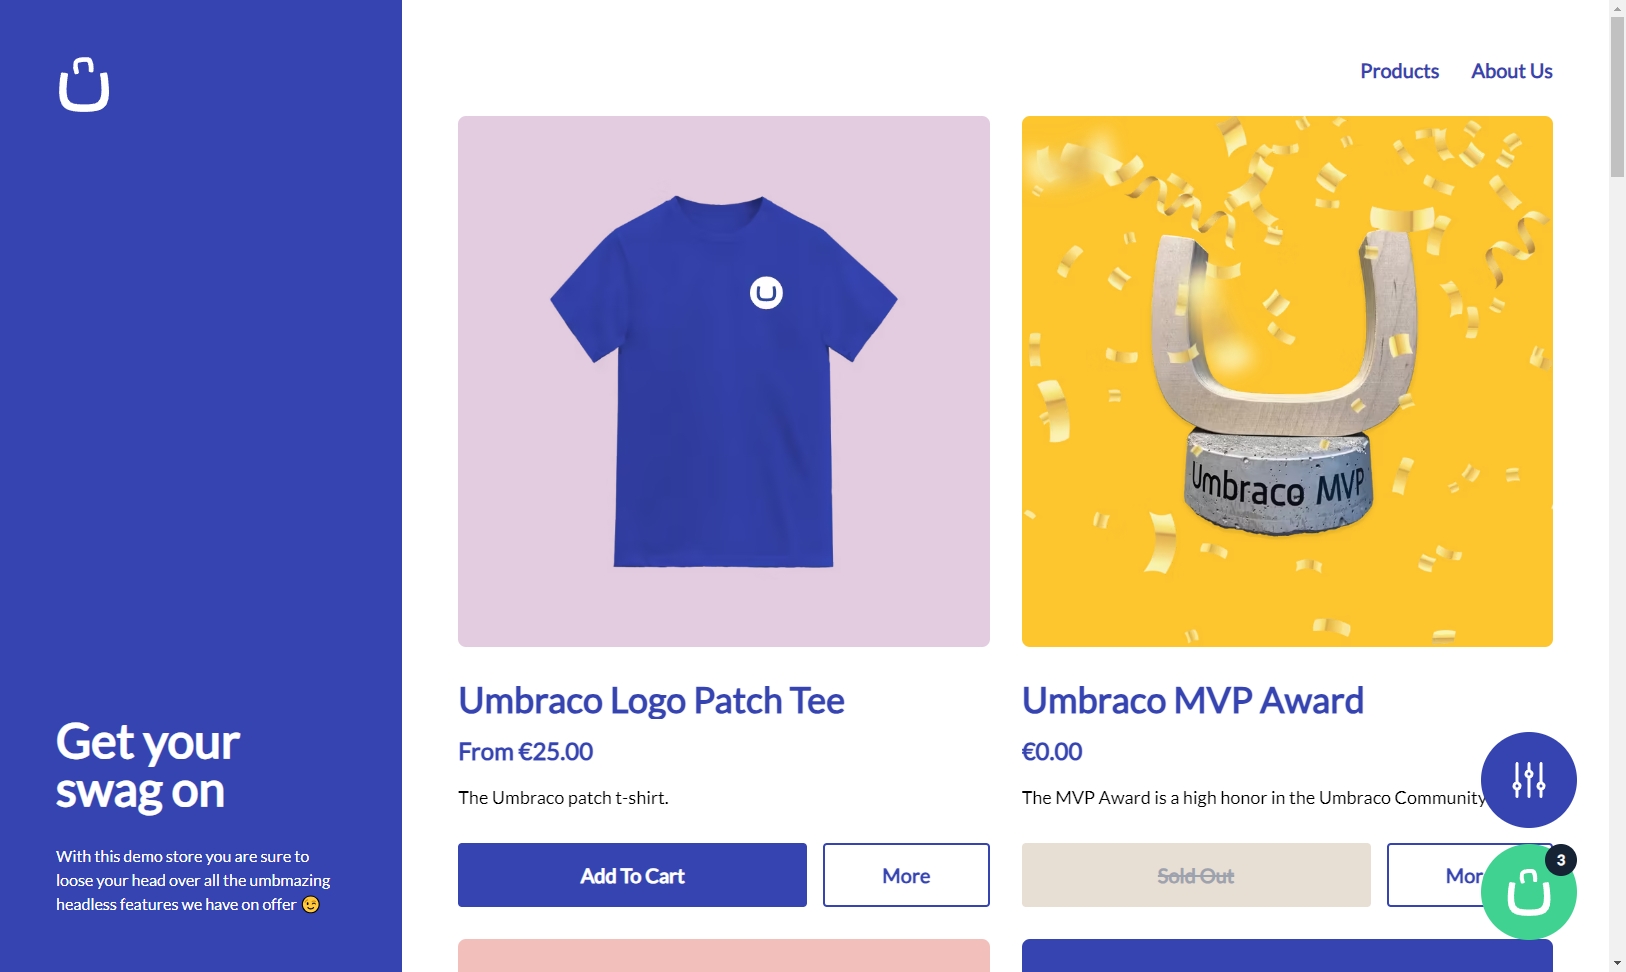 Products
About Us
Umbraco MVP
Umbraco Logo Patch Tee
From €25.00
The Umbraco patch t-shirt.
Add To Cart
More
Umbraco MVP Award
€0.00
The MVP Award is a high honor in the Umbraco Community
Sold Out
Mor
3
Get your
swag on
With this demo store you are sure to
loose your head over all the umbmazing
headless features we have on offer 😉